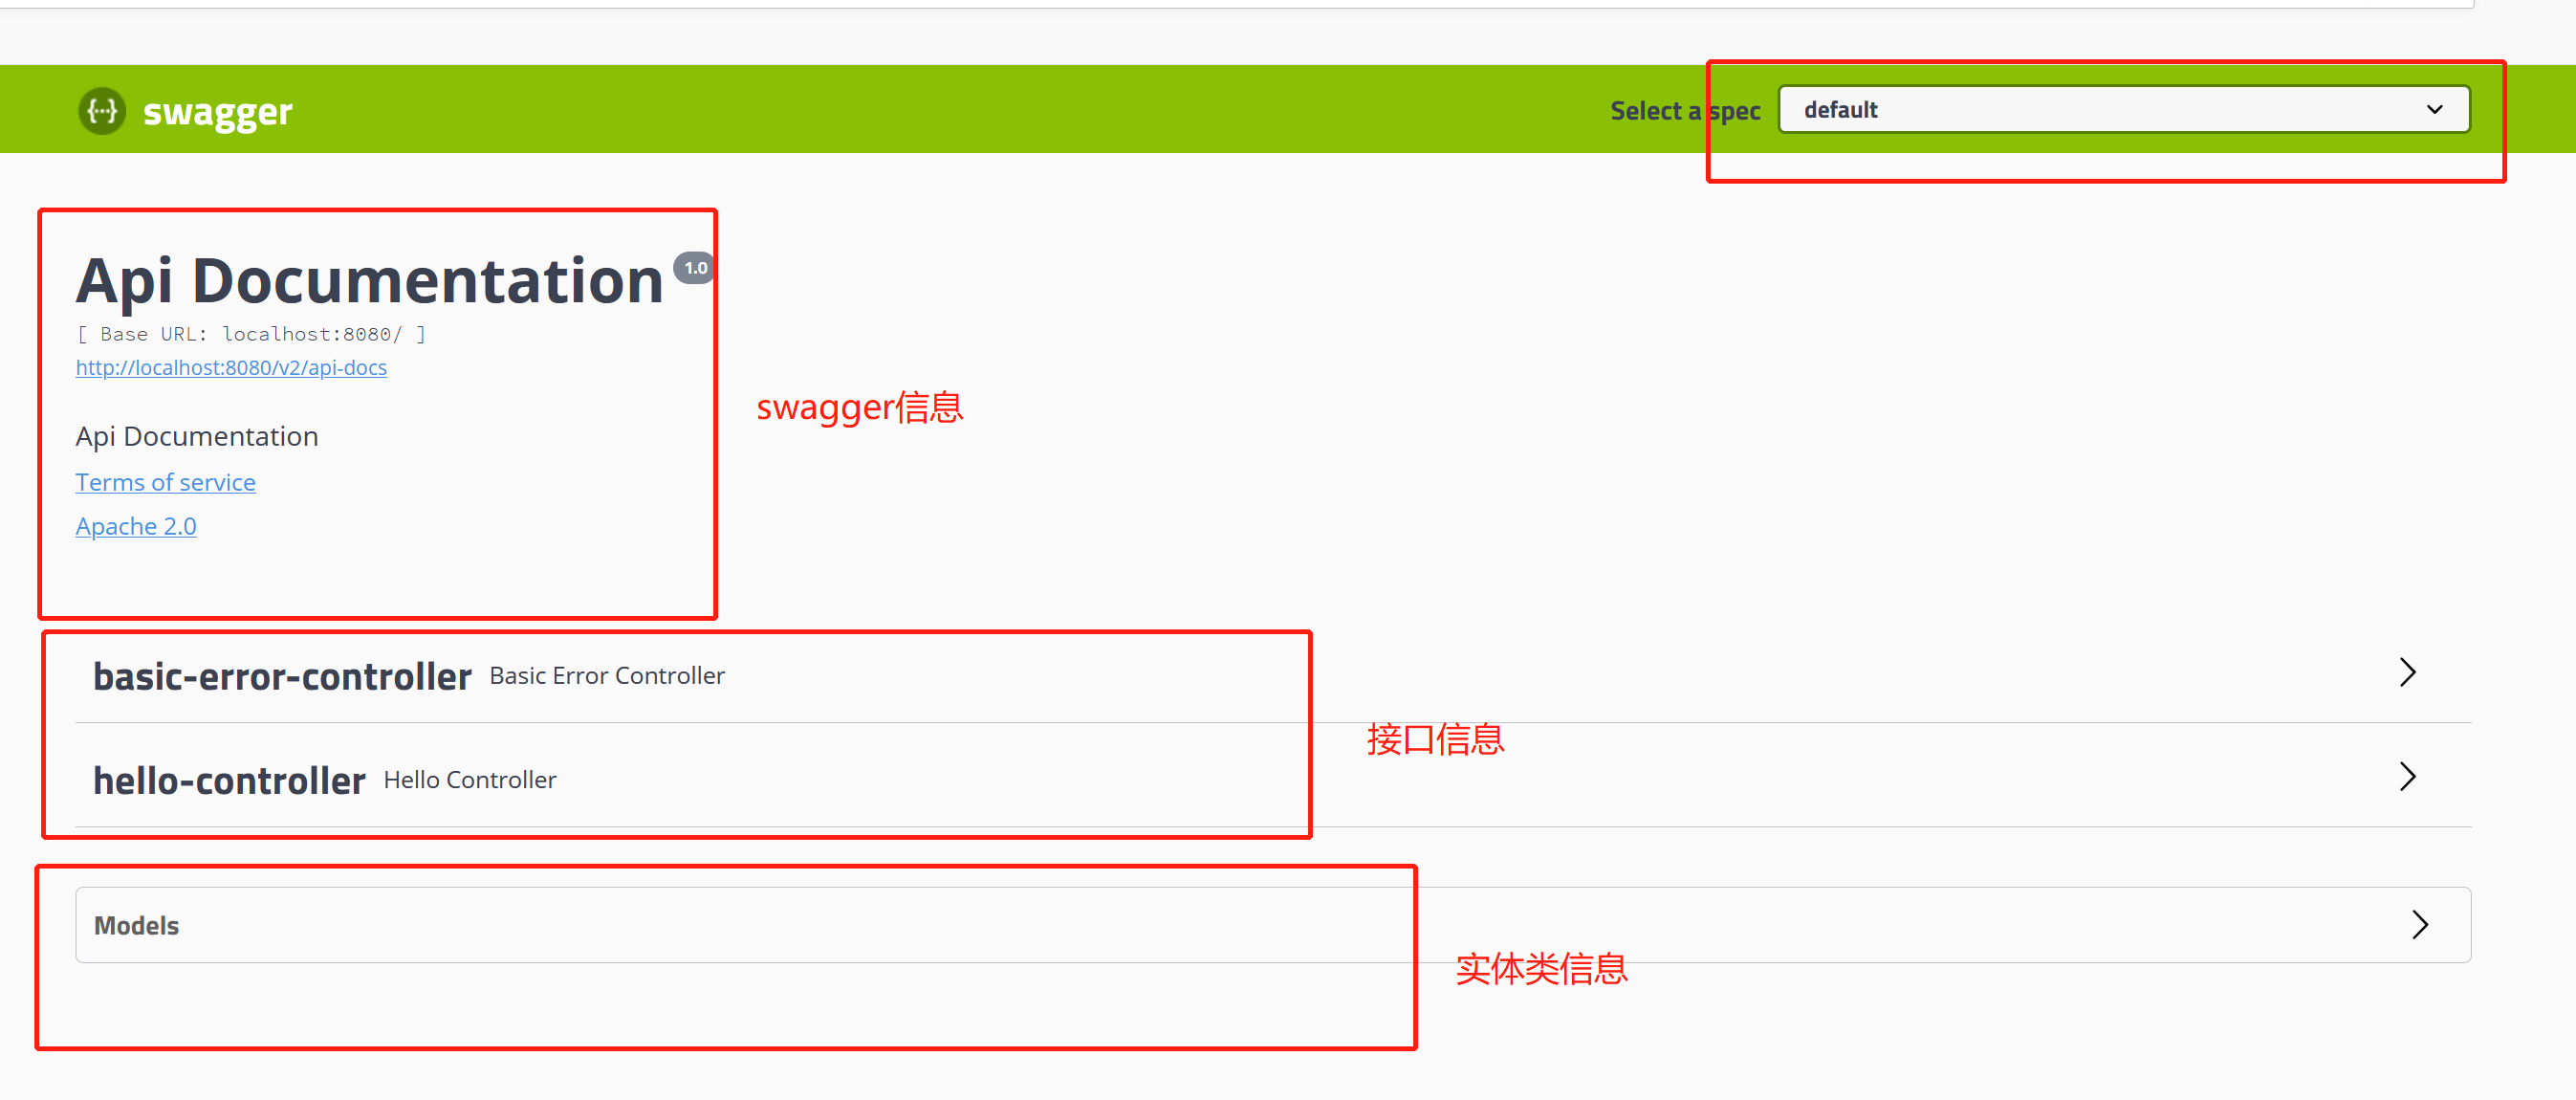 swagger
Select a spec
default
Api Documentation 1.0
[ Base URL: localhost:8080/ ]
http://localhost:8080/v2/api-docs
swagger信息
Api Documentation
Terms of service
Apache 2.0
basic-error-controller Basic Error Controller
接口信息
hello-controller Hello Controller
Models
实体类信息